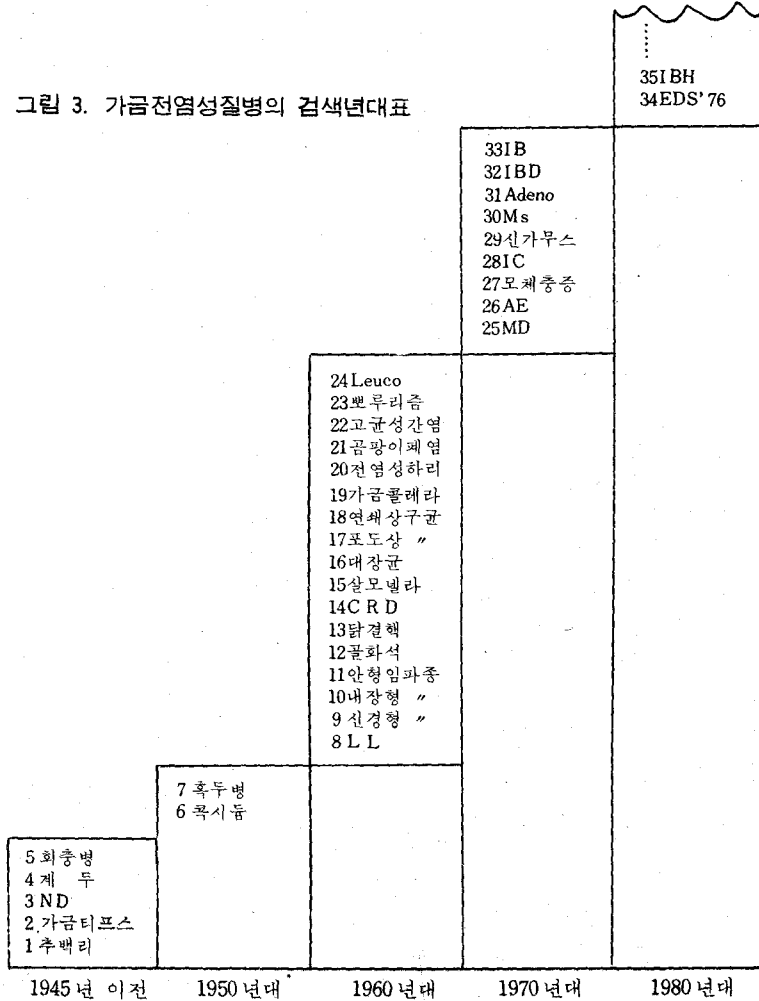 35IBH
34EDS'76
그림 3. 가금전염성질병의 검색년대표
33IB
32IBD
31Adeno
30Ms
29신가무스
28IC
27모체충증
26AE
25MD
24Leuco
23뽀루리즘
22고균성간염
21곰팡이폐염
20전염성하리
19가금콜레라
18연쇄상구균
17포도상 〃
16대장균
15살모넬라
14C R D
13닭결핵
12골화석
11안형임파종
10내장형 〃
9 신경형 〃
8 L L
7 흑두병
6 콕시듐
5 회충병
4 계 두
3 ND
2.가금티프스
1 추백리
1945년 이전 1950년대 1960년대 1970년대 1980년대